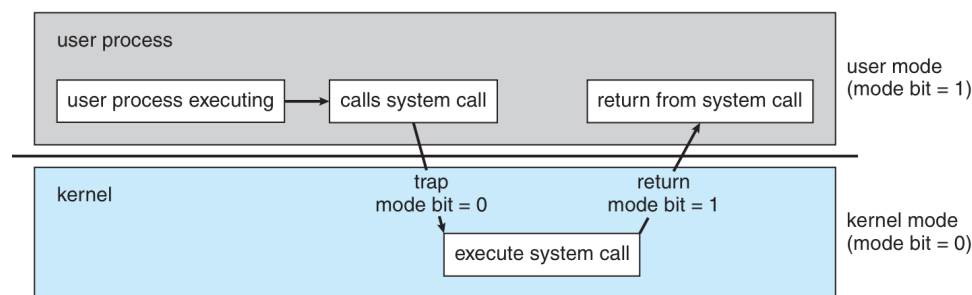 user process
user process executing
calls system call
return from system call
user mode
(mode bit = 1)
kernel
trap
mode bit = 0
return
mode bit = 1
execute system call
kernel mode
(mode bit = 0)